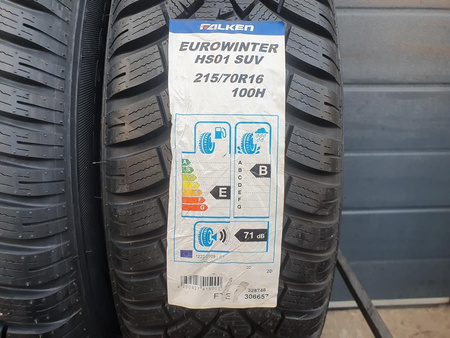 FALKEN
EUROWINTER
HS01 SUV
215/70R16
100H
A
B
C
D
E
F
G
B
E
G
71 dB
328746
306657